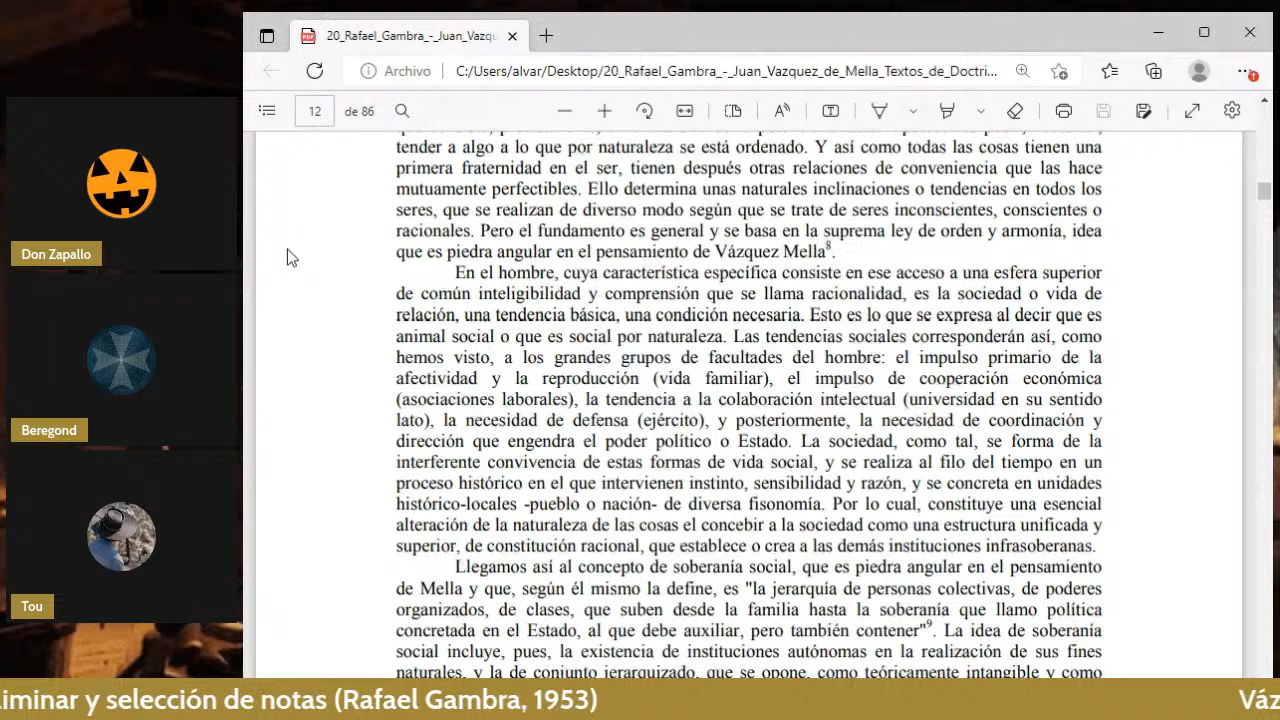 20_Rafael_Gambra_-_Juan_Vazqu
Archivo
C:/Users/alvar/Desktop/20_Rafael_Gambra_-_Juan_Vazquez_de_Mella_Textos_de_Doctri...
12 de 86
tender a algo a lo que por naturaleza se está ordenado. Y así como todas las cosas tienen una
primera fraternidad en el ser, tienen después otras relaciones de conveniencia que las hace
mutuamente perfectibles. Ello determina unas naturales inclinaciones o tendencias en todos los
seres, que se realizan de diverso modo según que se trate de seres inconscientes, conscientes o
racionales. Pero el fundamento es general y se basa en la suprema ley de orden y armonía, idea
que es piedra angular en el pensamiento de Vázquez Mella8.
En el hombre, cuya característica específica consiste en ese acceso a una esfera superior
de común inteligibilidad y comprensión que se llama racionalidad, es la sociedad o vida de
relación, una tendencia básica, una condición necesaria. Esto es lo que se expresa al decir que es
animal social o que es social por naturaleza. Las tendencias sociales corresponderán así, como
hemos visto, a los grandes grupos de facultades del hombre: el impulso primario de la
afectividad y la reproducción (vida familiar), el impulso de cooperación económica
(asociaciones laborales), la tendencia a la colaboración intelectual (universidad en su sentido
lato), la necesidad de defensa (ejército), y posteriormente, la necesidad de coordinación y
dirección que engendra el poder político o Estado. La sociedad, como tal, se forma de la
interferente convivencia de estas formas de vida social, y se realiza al filo del tiempo en un
proceso histórico en el que intervienen instinto, sensibilidad y razón, y se concreta en unidades
histórico-locales -pueblo o nación- de diversa fisonomía. Por lo cual, constituye una esencial
alteración de la naturaleza de las cosas el concebir a la sociedad como una estructura unificada y
superior, de constitución racional, que establece o crea a las demás instituciones infrasoberanas.
Llegamos así al concepto de soberanía social, que es piedra angular en el pensamiento
de Mella y que, según él mismo la define, es "la jerarquía de personas colectivas, de poderes
organizados, de clases, que suben desde la familia hasta la soberanía que llamo política
concretada en el Estado, al que debe auxiliar, pero también contener"9. La idea de soberanía
social incluye, pues, la existencia de instituciones autónomas en la realización de sus fines
naturales, y la de conjunto jerarquizado, que se opone, como teóricamente intangible y como
Don Zapallo
Beregond
Tou
liminar y selección de notas (Rafael Gambra, 1953)
Váz